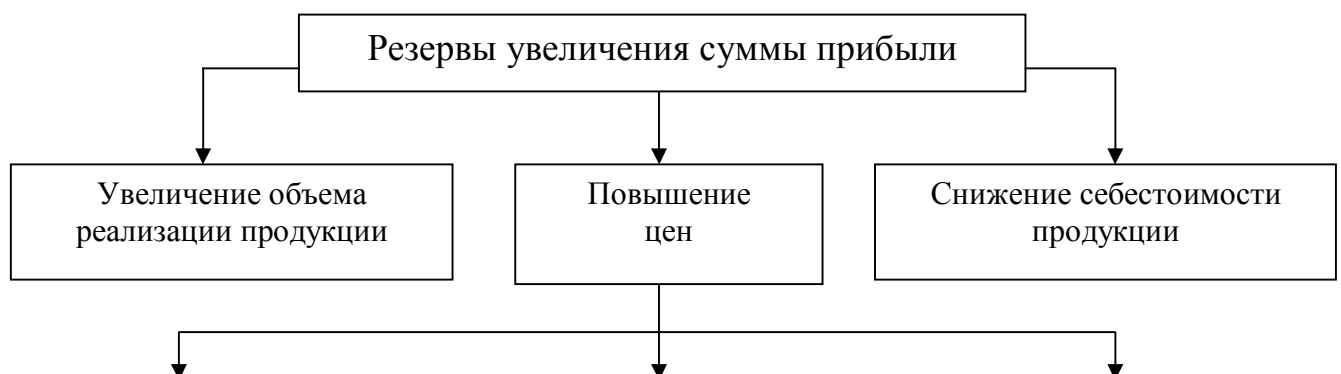 Резервы увеличения суммы прибыли
Увеличение объема
реализации продукции
Повышение
цен
Снижение себестоимости
продукции